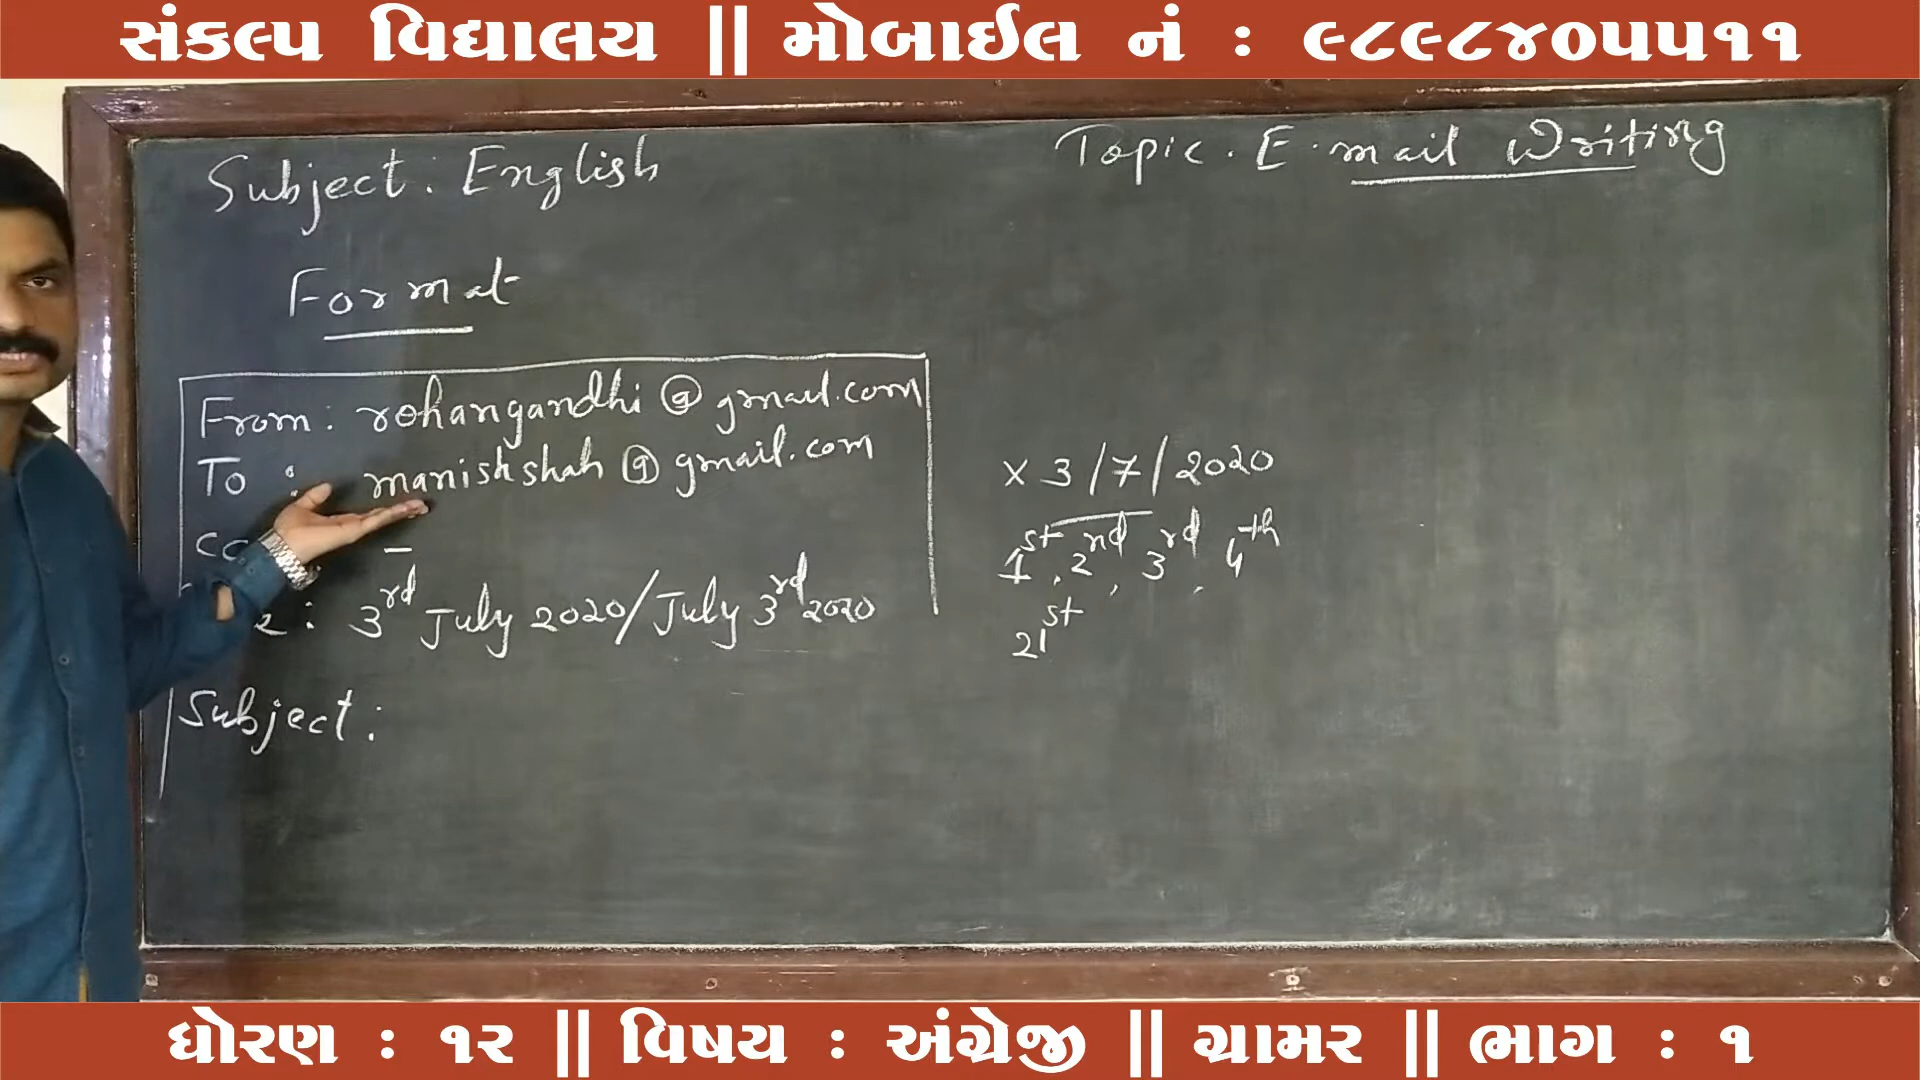 સંકલ્પ વિદ્યાલય || મોબાઈલ નં : ૯૮૯૮૪૦૫૫૧૧
Subject : English
Topic . E . mail Writing
Format
From : rohangandhi @ gmail.com
To : manishshah @ gmail.com
CC –
: 3rd July 2020 / July 3rd 2020
Subject :
x 3 / 7 / 2020
1st , 2nd , 3rd , 4th
21st
ધોરણ : ૧૨ || વિષય : અંગ્રેજી || ગ્રામર || ભાગ : ૧